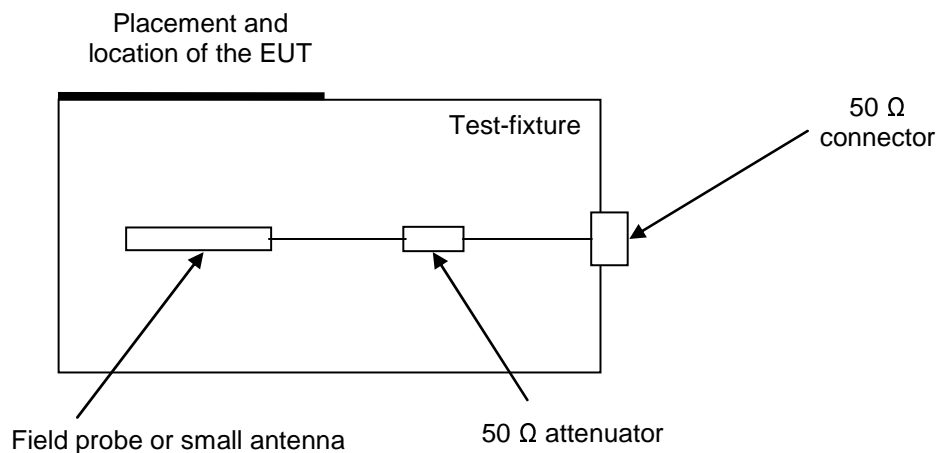 Placement and
location of the EUT
Test-fixture
50 Ω
connector
Field probe or small antenna
50 Ω attenuator